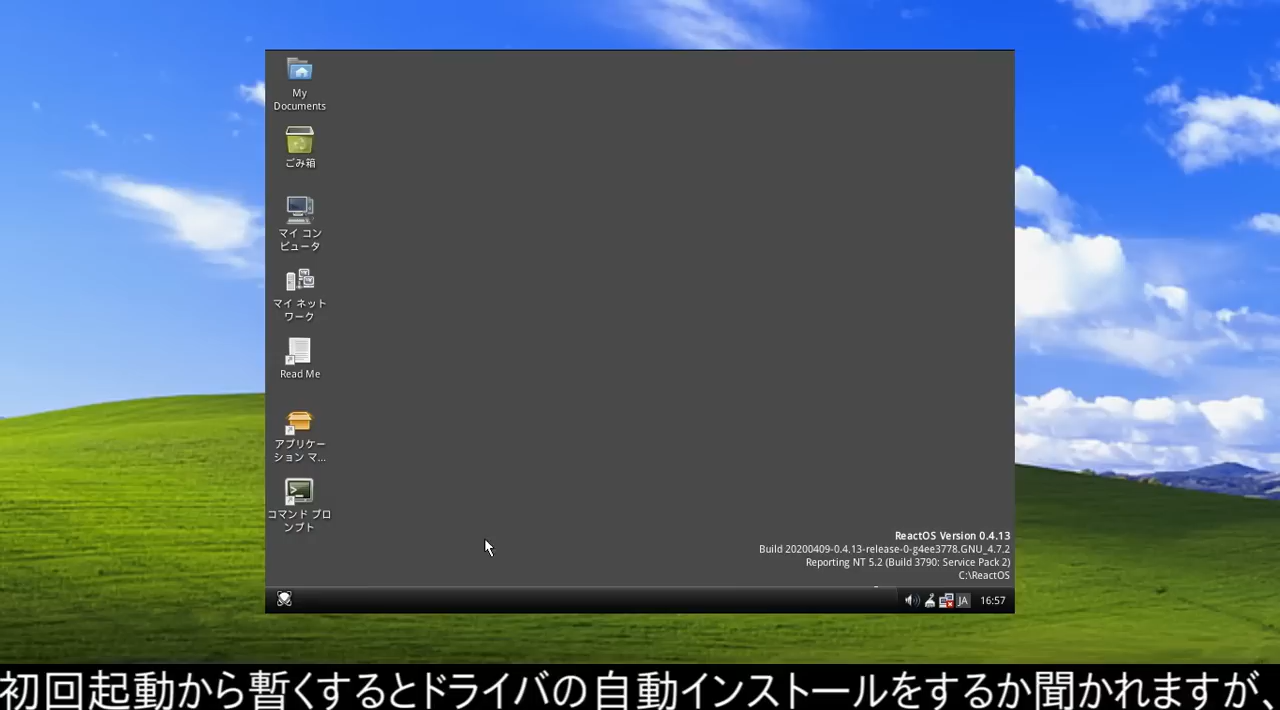 My
Documents
ごみ箱
マイ コン
ピュータ
マイ ネット
ワーク
Read Me
アプリケー
ション マ...
コマンド プロ
ンプト
ReactOS Version 0.4.13
Build 20200409-0.4.13-release-0-g4ee3778.GNU_4.7.2
Reporting NT 5.2 (Build 3790: Service Pack 2)
C:\ReactOS
JA 16:57
初回起動から暫くするとドライバの自動インストールをするか聞かれますが、